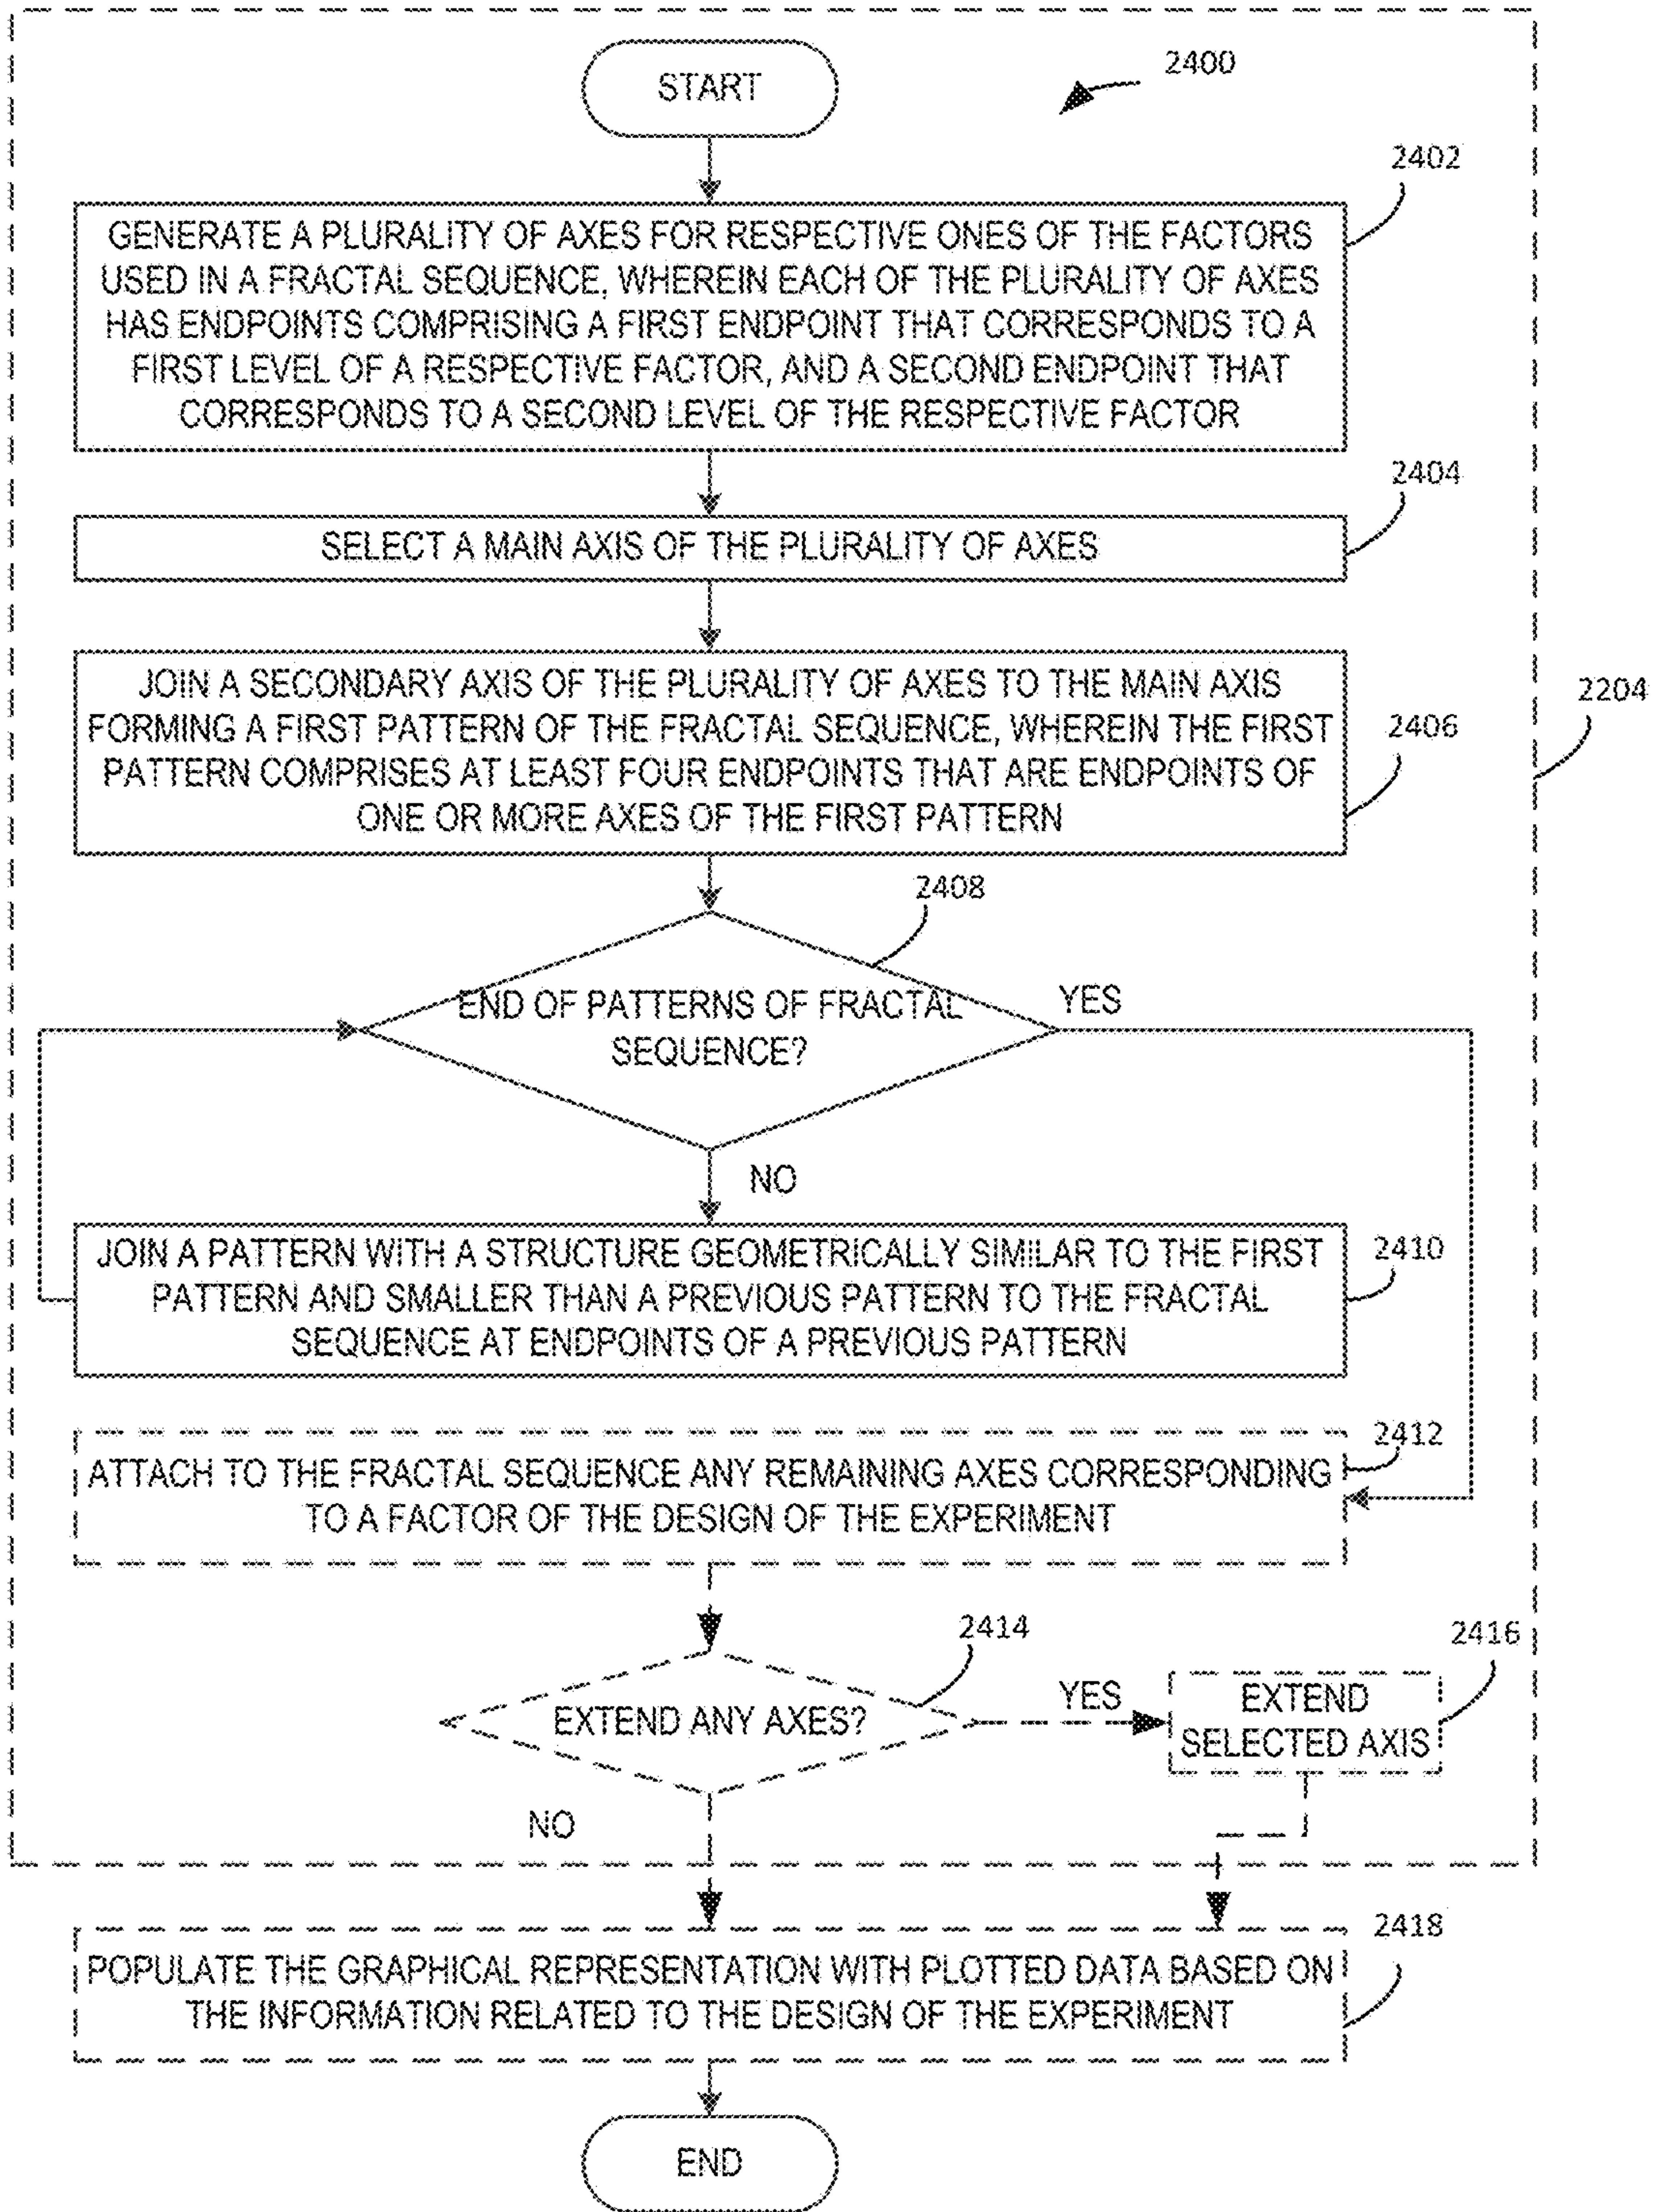 START
2400
2402
GENERATE A PLURALITY OF AXES FOR RESPECTIVE ONES OF THE FACTORS
USED IN A FRACTAL SEQUENCE, WHEREIN EACH OF THE PLURALITY OF AXES
HAS ENDPOINTS COMPRISING A FIRST ENDPOINT THAT CORRESPONDS TO A
FIRST LEVEL OF A RESPECTIVE FACTOR, AND A SECOND ENDPOINT THAT
CORRESPONDS TO A SECOND LEVEL OF THE RESPECTIVE FACTOR
2404
SELECT A MAIN AXIS OF THE PLURALITY OF AXES
JOIN A SECONDARY AXIS OF THE PLURALITY OF AXES TO THE MAIN AXIS
FORMING A FIRST PATTERN OF THE FRACTAL SEQUENCE, WHEREIN THE FIRST
PATTERN COMPRISES AT LEAST FOUR ENDPOINTS THAT ARE ENDPOINTS OF
ONE OR MORE AXES OF THE FIRST PATTERN
2204
2406
2408
END OF PATTERNS OF FRACTAL
SEQUENCE?
YES
NO
JOIN A PATTERN WITH A STRUCTURE GEOMETRICALLY SIMILAR TO THE FIRST
PATTERN AND SMALLER THAN A PREVIOUS PATTERN TO THE FRACTAL
SEQUENCE AT ENDPOINTS OF A PREVIOUS PATTERN
2410
2412
ATTACH TO THE FRACTAL SEQUENCE ANY REMAINING AXES CORRESPONDING
TO A FACTOR OF THE DESIGN OF THE EXPERIMENT
2414
2416
EXTEND ANY AXES?
YES
EXTEND
SELECTED AXIS
NO
2418
POPULATE THE GRAPHICAL REPRESENTATION WITH PLOTTED DATA BASED ON
THE INFORMATION RELATED TO THE DESIGN OF THE EXPERIMENT
END